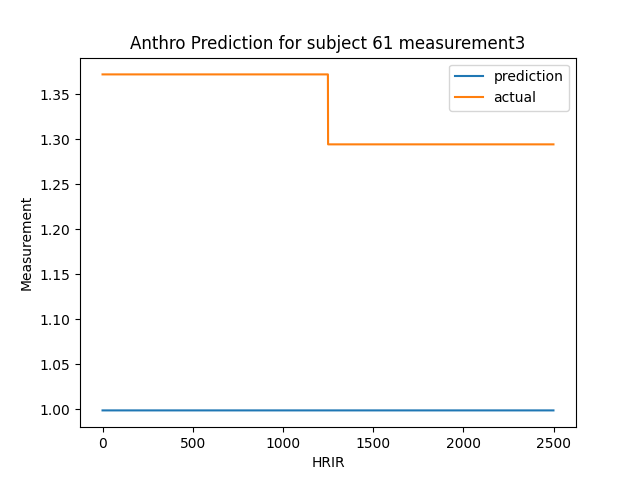 Anthro Prediction for subject 61 measurement3
prediction
actual
Measurement
1.35
1.30
1.25
1.20
1.15
1.10
1.05
1.00
0 500 1000 1500 2000 2500
HRIR